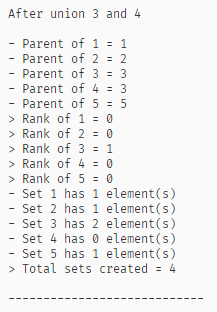 After union 3 and 4

- Parent of 1 = 1
- Parent of 2 = 2
- Parent of 3 = 3
- Parent of 4 = 3
- Parent of 5 = 5
> Rank of 1 = 0
> Rank of 2 = 0
> Rank of 3 = 1
> Rank of 4 = 0
> Rank of 5 = 0
- Set 1 has 1 element(s)
- Set 2 has 1 element(s)
- Set 3 has 2 element(s)
- Set 4 has 0 element(s)
- Set 5 has 1 element(s)
> Total sets created = 4

----------------------------